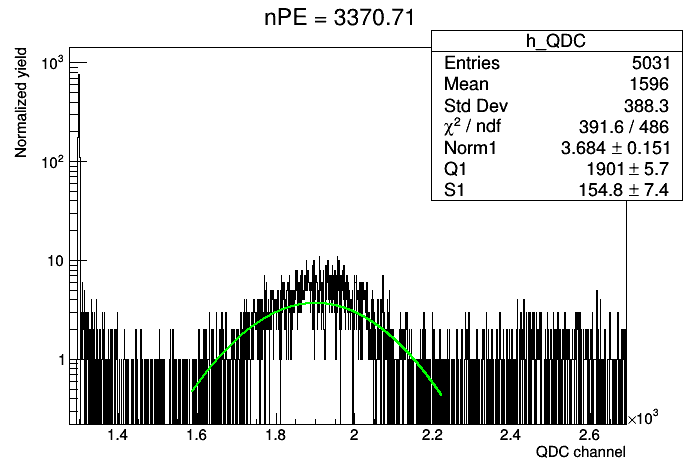 nPE = 3370.71
h_QDC
Entries 5031
Mean 1596
Std Dev 388.3
χ² / ndf 391.6 / 486
Norm1 3.684 ± 0.151
Q1 1901 ± 5.7
S1 154.8 ± 7.4
Normalized yield
10³
10²
10
1
1.4 1.6 1.8 2 2.2 2.4 2.6 ×10³
QDC channel